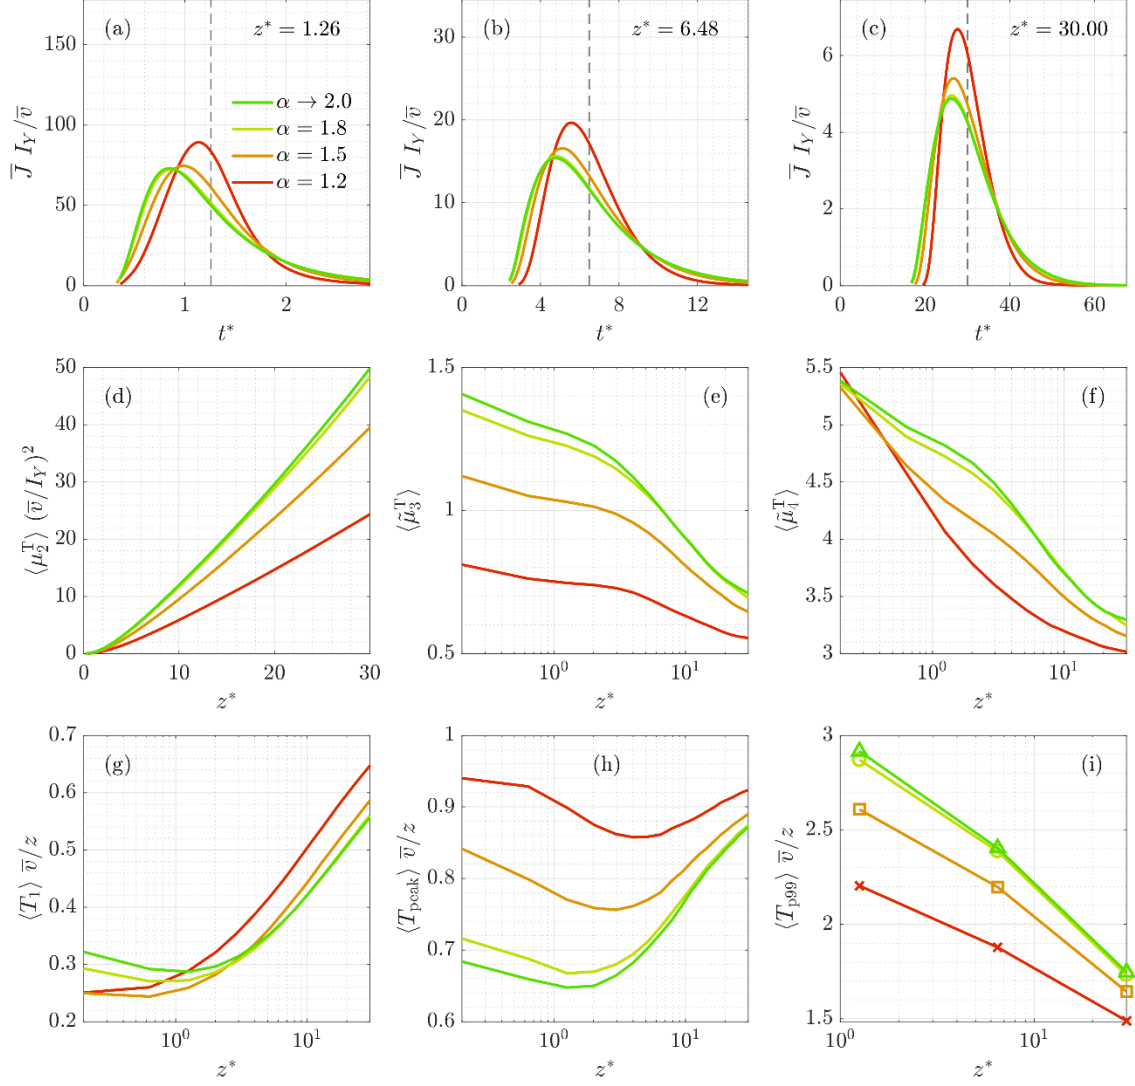 (a)
z* = 1.26
150
100
50
0
J̅ I_Y/v̅
α → 2.0
α = 1.8
α = 1.5
α = 1.2
0
1
2
t*
(b)
z* = 6.48
30
20
10
0
J̅ I_Y/v̅
0
4
8
12
t*
(c)
z* = 30.00
6
4
2
0
J̅ I_Y/v̅
0
20
40
60
t*
(d)
50
40
30
20
10
0
⟨μ₂ᵀ⟩ (v̅/I_Y)²
0
10
20
30
z*
(e)
1.5
1
0.5
⟨μ̃₃ᵀ⟩
10⁰
10¹
z*
(f)
5.5
5
4.5
4
3.5
3
⟨μ̃₄ᵀ⟩
10⁰
10¹
z*
(g)
0.7
0.6
0.5
0.4
0.3
0.2
⟨T₁⟩ v̅/z
10⁰
10¹
z*
(h)
1
0.9
0.8
0.7
0.6
⟨T_peak⟩ v̅/z
10⁰
10¹
z*
(i)
3
2.5
2
1.5
⟨T_p99⟩ v̅/z
10⁰
10¹
z*